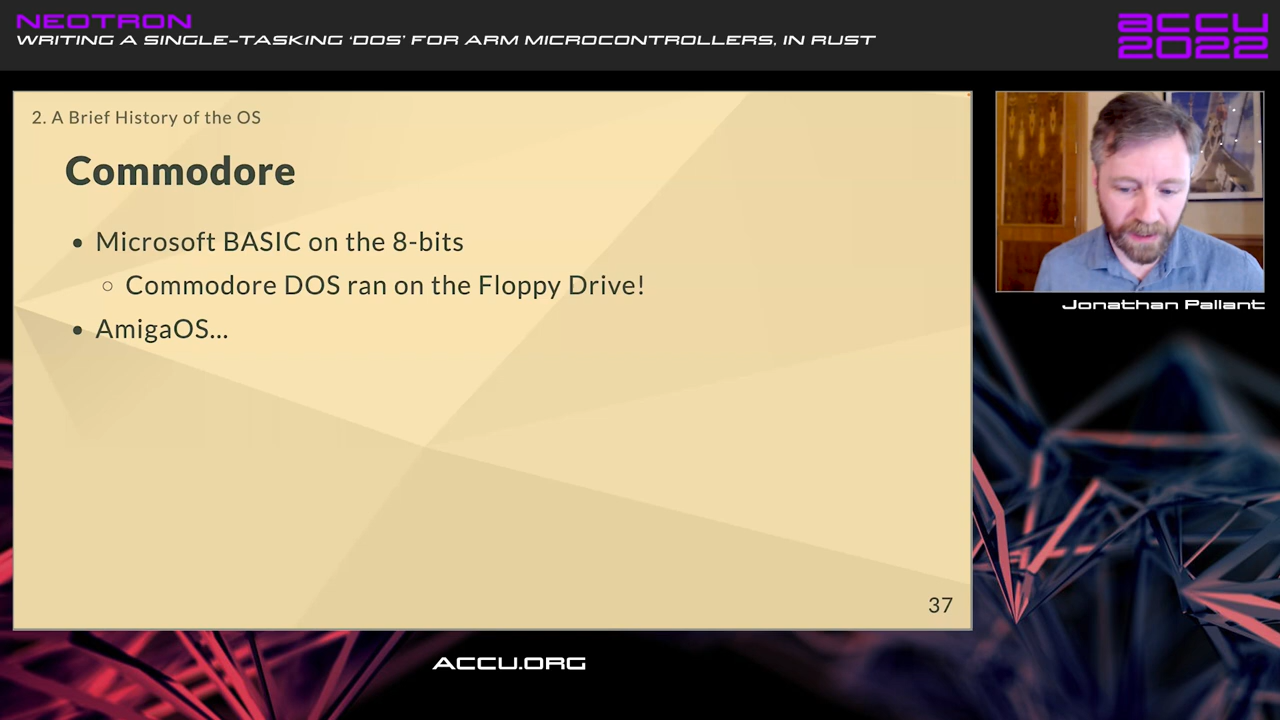 NEOTRON
WRITING A SINGLE-TASKING 'DOS' FOR ARM MICROCONTROLLERS, IN RUST
ACCU
2022
2. A Brief History of the OS
Commodore
• Microsoft BASIC on the 8-bits
○ Commodore DOS ran on the Floppy Drive!
• AmigaOS...
37
Jonathan Pallant
ACCU.ORG